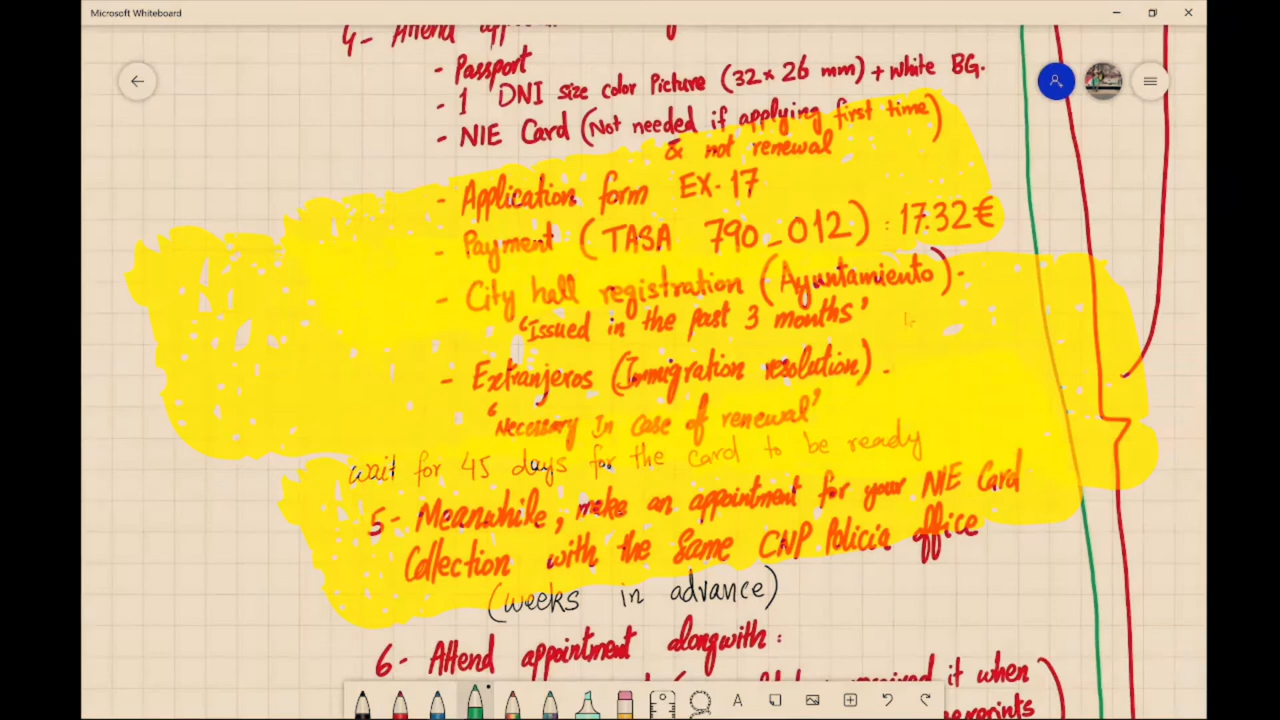 Microsoft Whiteboard
4- Attend
- Passport
- 1 DNI size color Picture (32 x 26 mm) + white BG.
- NIE Card (Not needed if applying first time)
& not renewal
- Application form EX-17
- Payment (TASA 790_012) : 17.32€
- City hall registration (Ayuntamiento).
"Issued in the past 3 months"
- Extranjeros (Immigration resolution).
"Necessary In case of renewal"
wait for 45 days for the card to be ready
5- Meanwhile, make an appointment for your NIE Card
Collection with the Same CNP Policia office
(weeks in advance)
6- Attend appointment alongwith:
it when
A